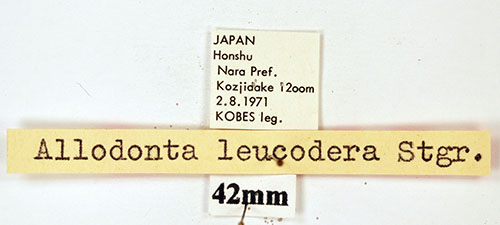 JAPAN
Honshu
Nara Pref.
Kozjidake 12oom
2.8.1971
KOBES leg.
Allodonta leucodera Stgr.
42mm